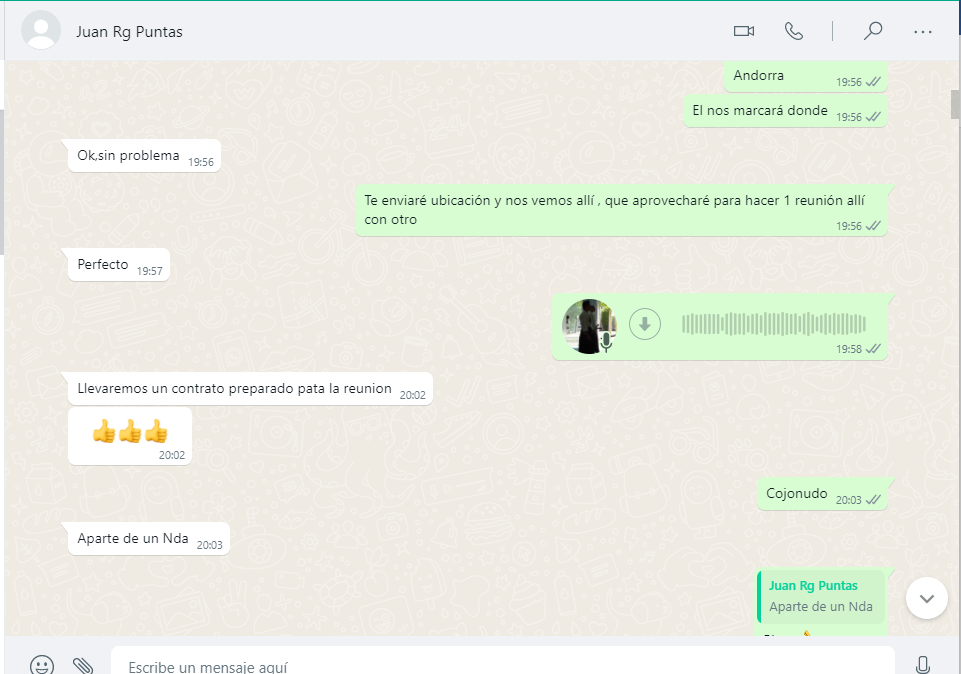 Juan Rg Puntas
Andorra
19:56
El nos marcará donde
19:56
Ok,sin problema
19:56
Te enviaré ubicación y nos vemos allí , que aprovecharé para hacer 1 reunión allí
con otro
19:56
Perfecto
19:57
19:58
Llevaremos un contrato preparado pata la reunion
20:02
👍👍👍
20:02
Cojonudo
20:03
Aparte de un Nda
20:03
Juan Rg Puntas
Aparte de un Nda
Escribe un mensaje aquí